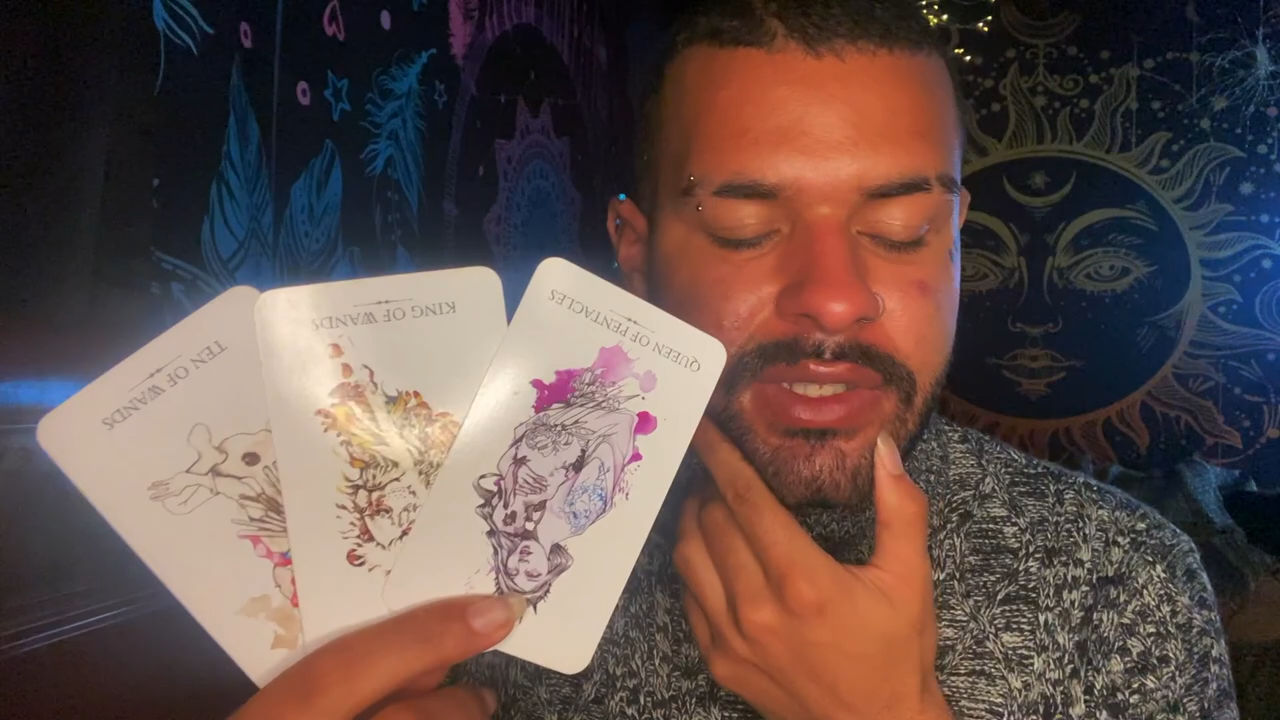 TEN OF WANDS
KING OF WANDS
QUEEN OF PENTACLES